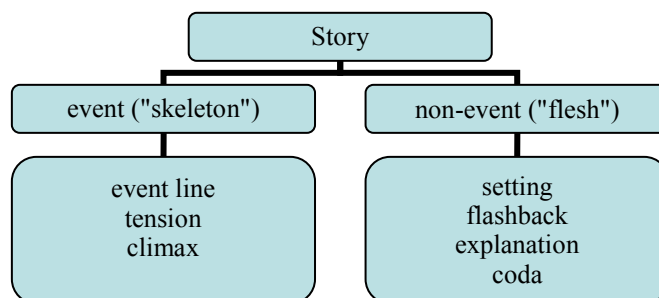 Story
event ("skeleton")
non-event ("flesh")
event line
tension
climax
setting
flashback
explanation
coda